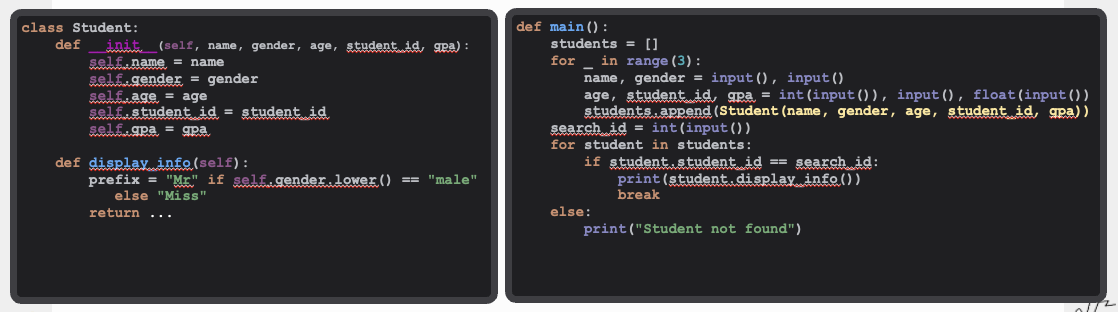 class Student:
    def __init__(self, name, gender, age, student_id, gpa):
        self.name = name
        self.gender = gender
        self.age = age
        self.student_id = student_id
        self.gpa = gpa
    def display_info(self):
        prefix = "Mr" if self.gender.lower() == "male"
           else "Miss"
        return ...
def main():
    students = []
    for _ in range(3):
        name, gender = input(), input()
        age, student_id, gpa = int(input()), input(), float(input())
        students.append(Student(name, gender, age, student_id, gpa))
    search_id = int(input())
    for student in students:
        if student.student_id == search_id:
            print(student.display_info())
            break
    else:
        print("Student not found")